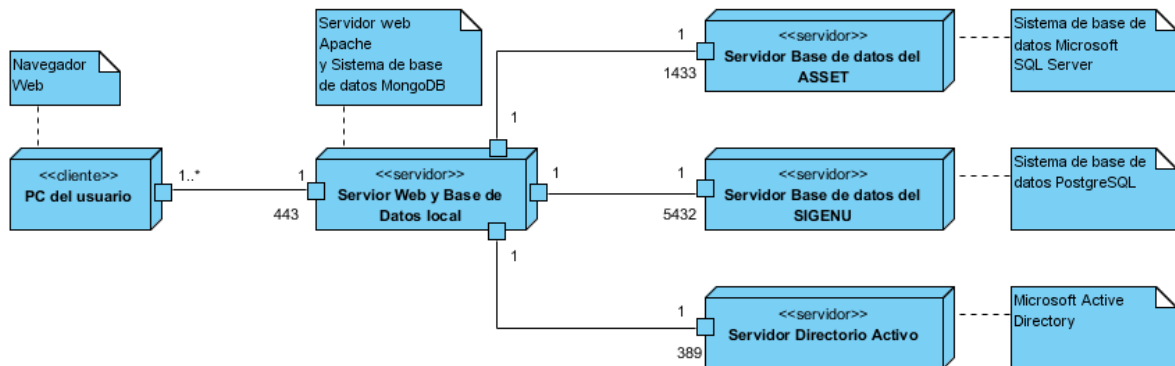 Navegador
Web
<<cliente>>
PC del usuario
1..*
1
443
Servidor web
Apache
y Sistema de base
de datos MongoDB
<<servidor>>
Servior Web y Base de
Datos local
1
1
1433
<<servidor>>
Servidor Base de datos del
ASSET
Sistema de base de
datos Microsoft
SQL Server
1
1
5432
<<servidor>>
Servidor Base de datos del
SIGENU
Sistema de base de
datos PostgreSQL
1
1
389
<<servidor>>
Servidor Directorio Activo
Microsoft Active
Directory